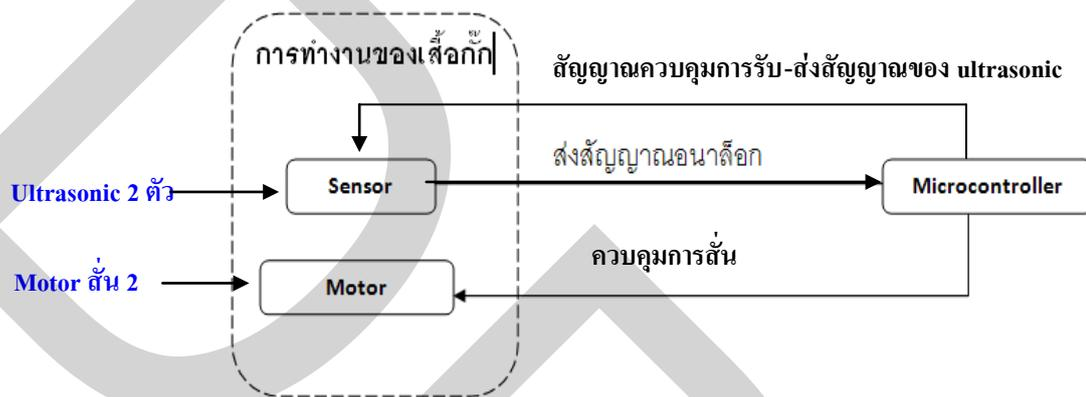 การทำงานของเสื้อกั๊ก
สัญญาณควบคุมการรับ-ส่งสัญญาณของ ultrasonic
ส่งสัญญาณอนาล็อก
Ultrasonic 2 ตัว
Sensor
Microcontroller
ควบคุมการสั่น
Motor สั่น 2
Motor